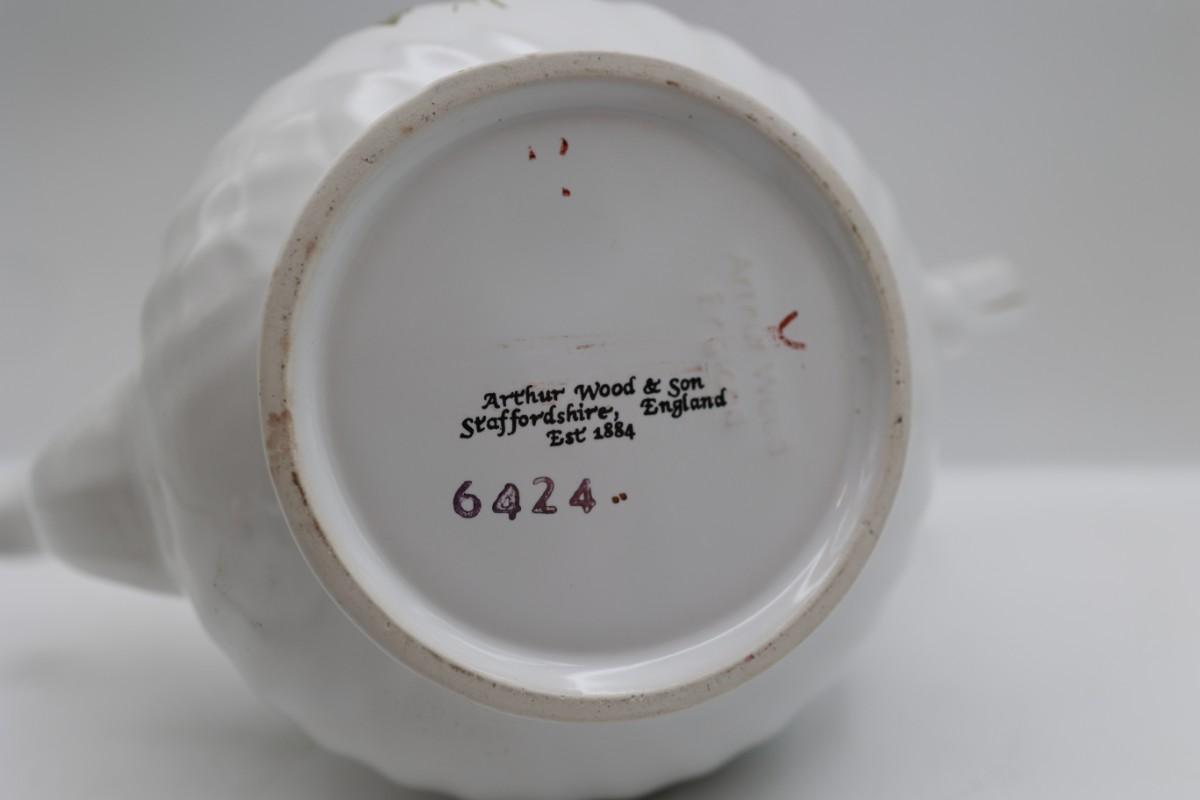 Arthur Wood & Son
Staffordshire, England
Est 1884
6424